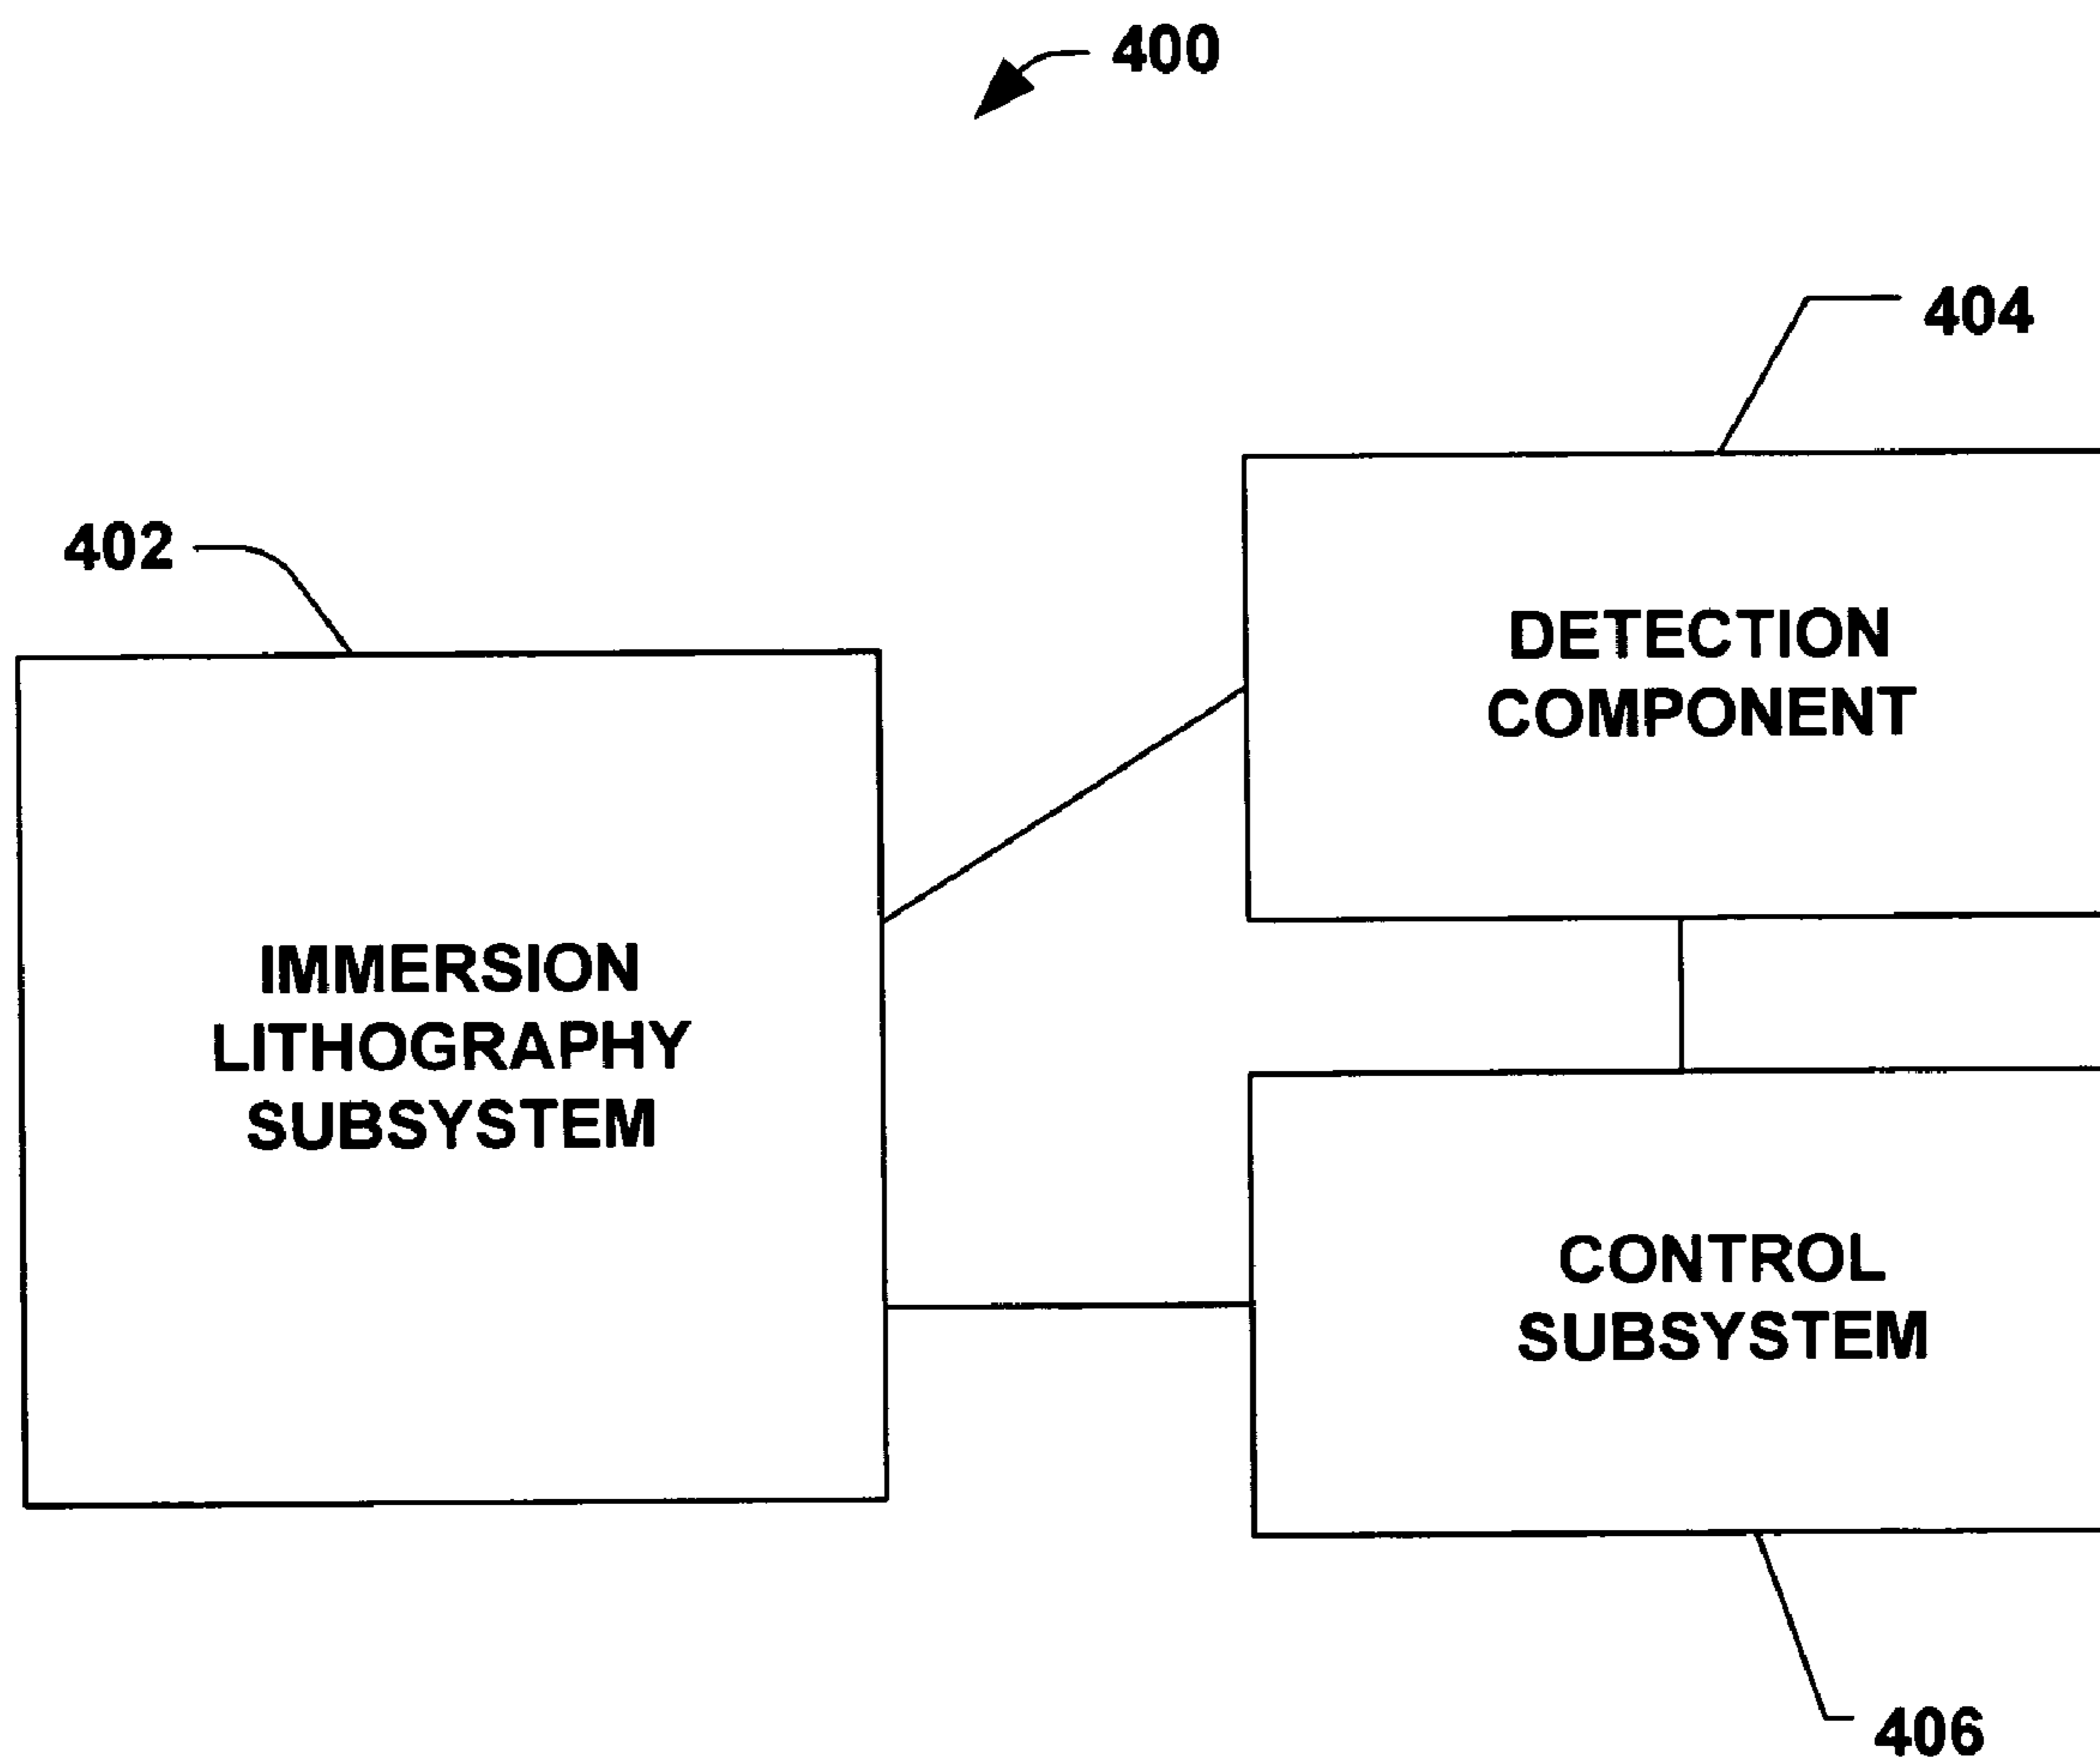 400
404
402
DETECTION
COMPONENT
IMMERSION
LITHOGRAPHY
SUBSYSTEM
CONTROL
SUBSYSTEM
406